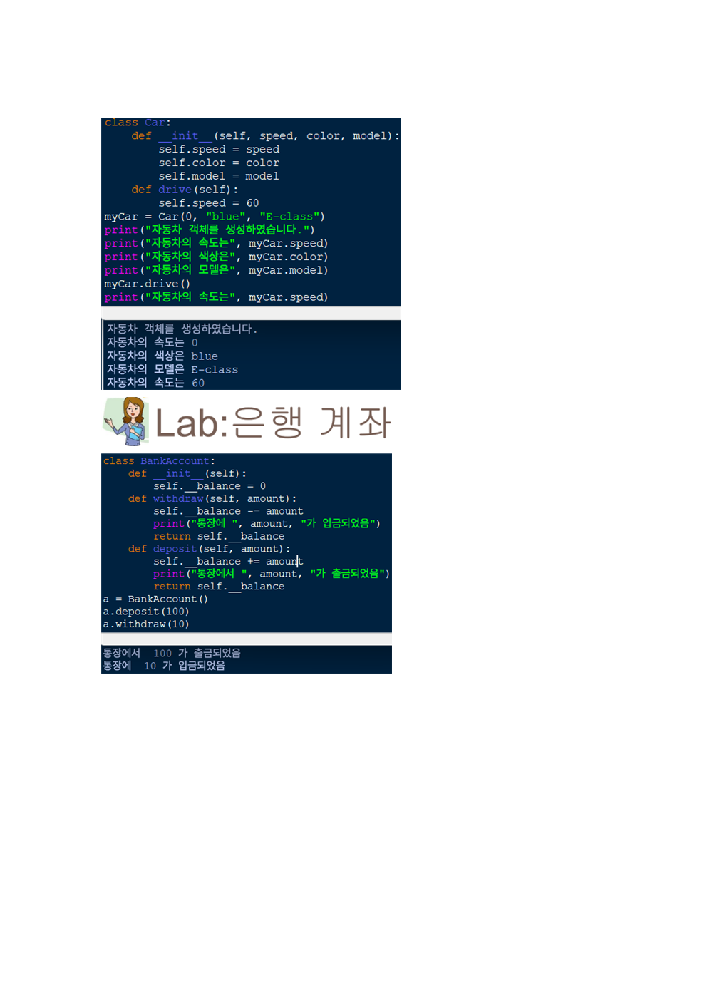 class Car:
    def __init__(self, speed, color, model):
        self.speed = speed
        self.color = color
        self.model = model
    def drive(self):
        self.speed = 60
myCar = Car(0, "blue", "E-class")
print("자동차 객체를 생성하였습니다.")
print("자동차의 속도는", myCar.speed)
print("자동차의 색상은", myCar.color)
print("자동차의 모델은", myCar.model)
myCar.drive()
print("자동차의 속도는", myCar.speed)
자동차 객체를 생성하였습니다.
자동차의 속도는 0
자동차의 색상은 blue
자동차의 모델은 E-class
자동차의 속도는 60
Lab:은행 계좌
class BankAccount:
    def __init__(self):
        self.__balance = 0
    def withdraw(self, amount):
        self.__balance -= amount
        print("통장에 ", amount, "가 입금되었음")
        return self.__balance
    def deposit(self, amount):
        self.__balance += amount
        print("통장에서 ", amount, "가 출금되었음")
        return self.__balance
a = BankAccount()
a.deposit(100)
a.withdraw(10)
통장에서  100 가 출금되었음
통장에  10 가 입금되었음